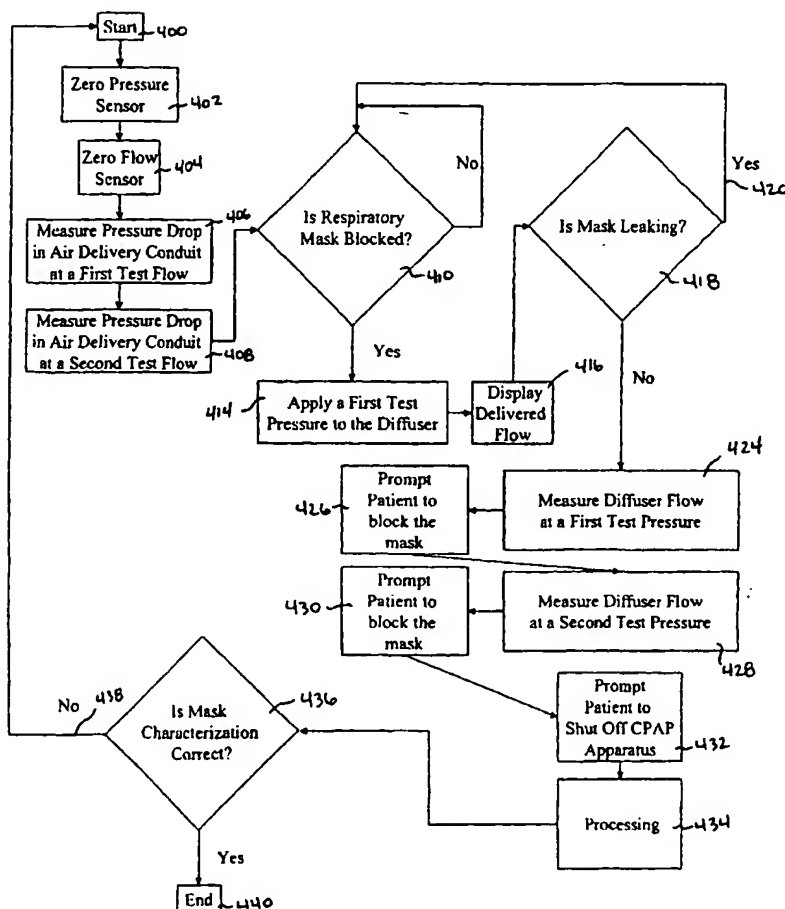 Start
400
Zero Pressure
Sensor
402
Zero Flow
Sensor
404
406
Measure Pressure Drop
in Air Delivery Conduit
at a First Test Flow
Measure Pressure Drop
in Air Delivery Conduit
at a Second Test Flow
408
No
Is Respiratory
Mask Blocked?
410
Yes
Yes
420
Is Mask Leaking?
418
No
414
Apply a First Test
Pressure to the Diffuser
416
Display
Delivered
Flow
424
Measure Diffuser Flow
at a First Test Pressure
426
Prompt
Patient to
block the
mask
Measure Diffuser Flow
at a Second Test Pressure
428
430
Prompt
Patient to
block the
mask
Prompt
Patient to
Shut Off CPAP
Apparatus
432
Processing
434
No
438
436
Is Mask
Characterization
Correct?
Yes
End
440